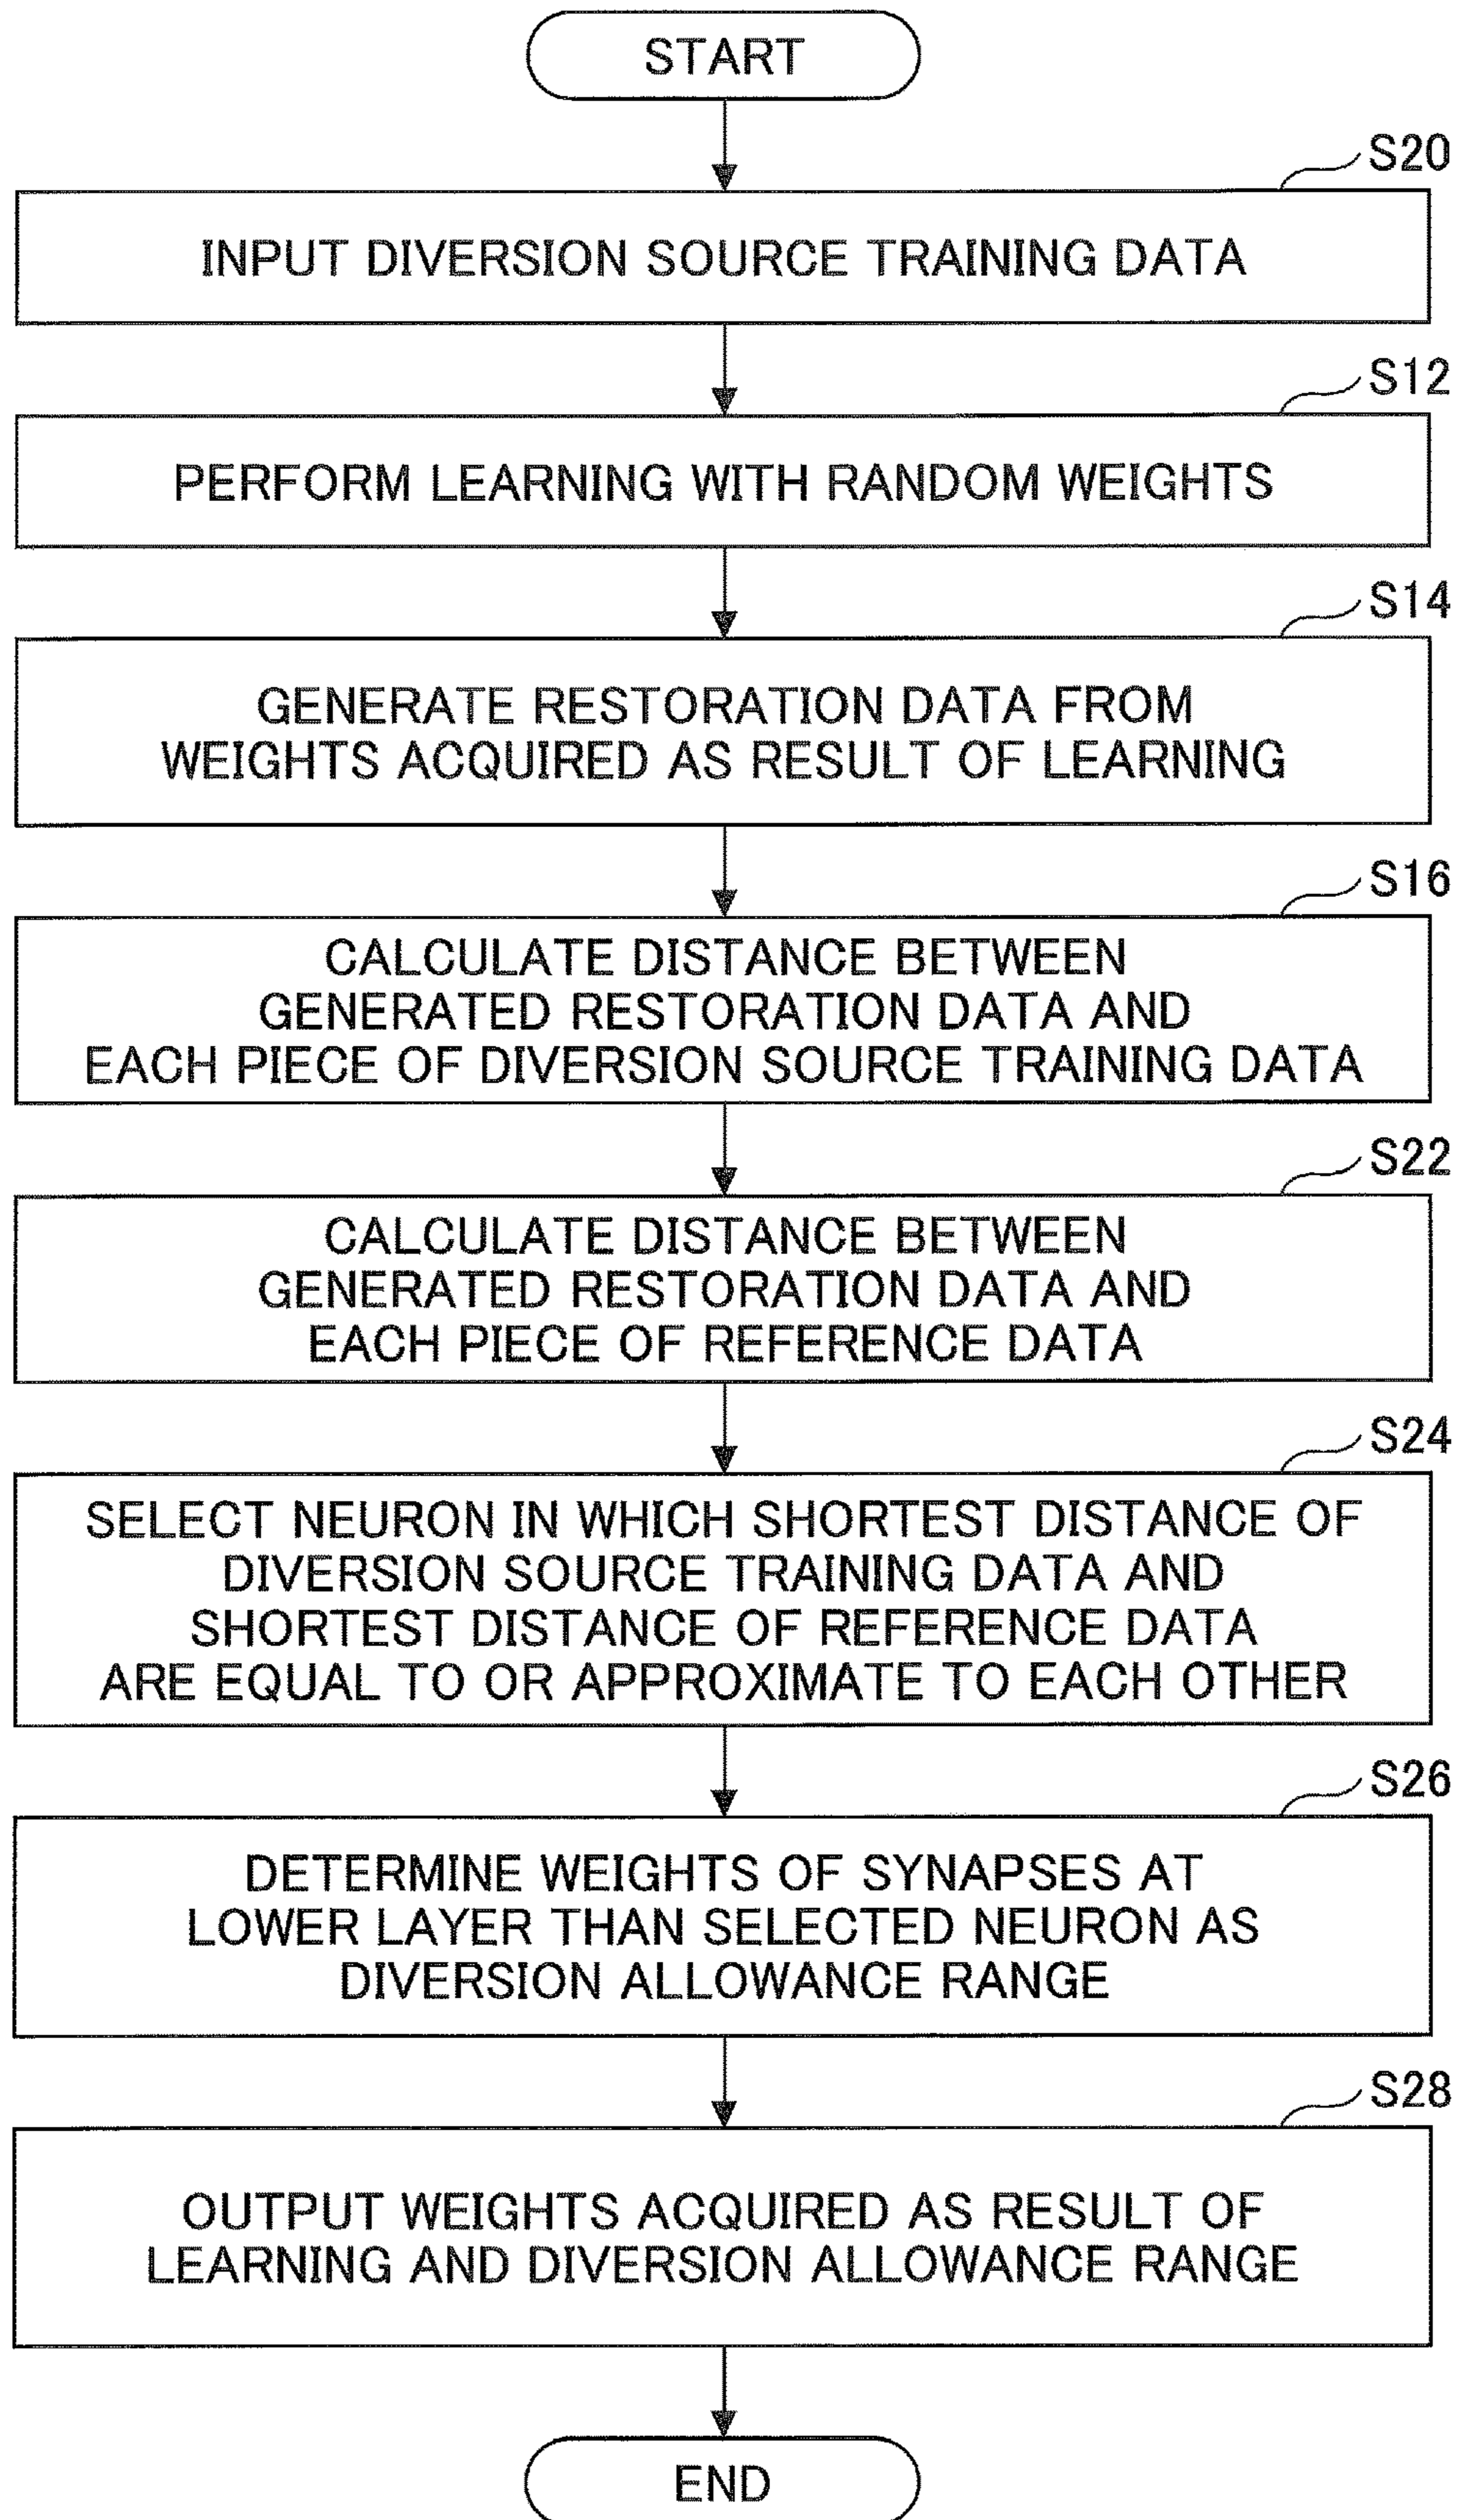 START
S20
INPUT DIVERSION SOURCE TRAINING DATA
S12
PERFORM LEARNING WITH RANDOM WEIGHTS
S14
GENERATE RESTORATION DATA FROM
WEIGHTS ACQUIRED AS RESULT OF LEARNING
S16
CALCULATE DISTANCE BETWEEN
GENERATED RESTORATION DATA AND
EACH PIECE OF DIVERSION SOURCE TRAINING DATA
S22
CALCULATE DISTANCE BETWEEN
GENERATED RESTORATION DATA AND
EACH PIECE OF REFERENCE DATA
S24
SELECT NEURON IN WHICH SHORTEST DISTANCE OF
DIVERSION SOURCE TRAINING DATA AND
SHORTEST DISTANCE OF REFERENCE DATA
ARE EQUAL TO OR APPROXIMATE TO EACH OTHER
S26
DETERMINE WEIGHTS OF SYNAPSES AT
LOWER LAYER THAN SELECTED NEURON AS
DIVERSION ALLOWANCE RANGE
S28
OUTPUT WEIGHTS ACQUIRED AS RESULT OF
LEARNING AND DIVERSION ALLOWANCE RANGE
END